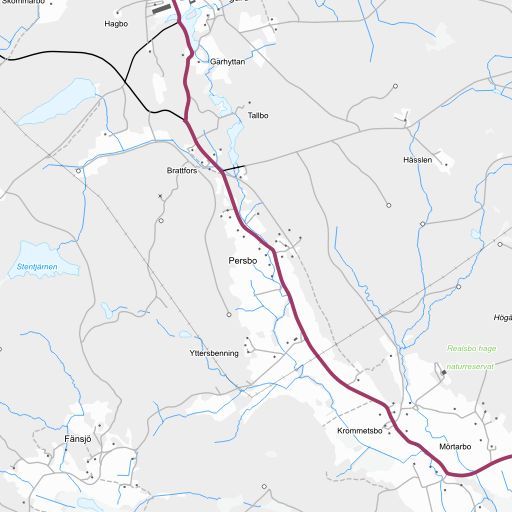 Skommarbo
Hagbo
Garhyttan
Tallbo
Hässlen
Brattfors
Persbo
Stentjärnen
Högå
Realsbo hage
naturreservat
Yttersbenning
Krommetsbo
Fänsjö
Mörtarbo